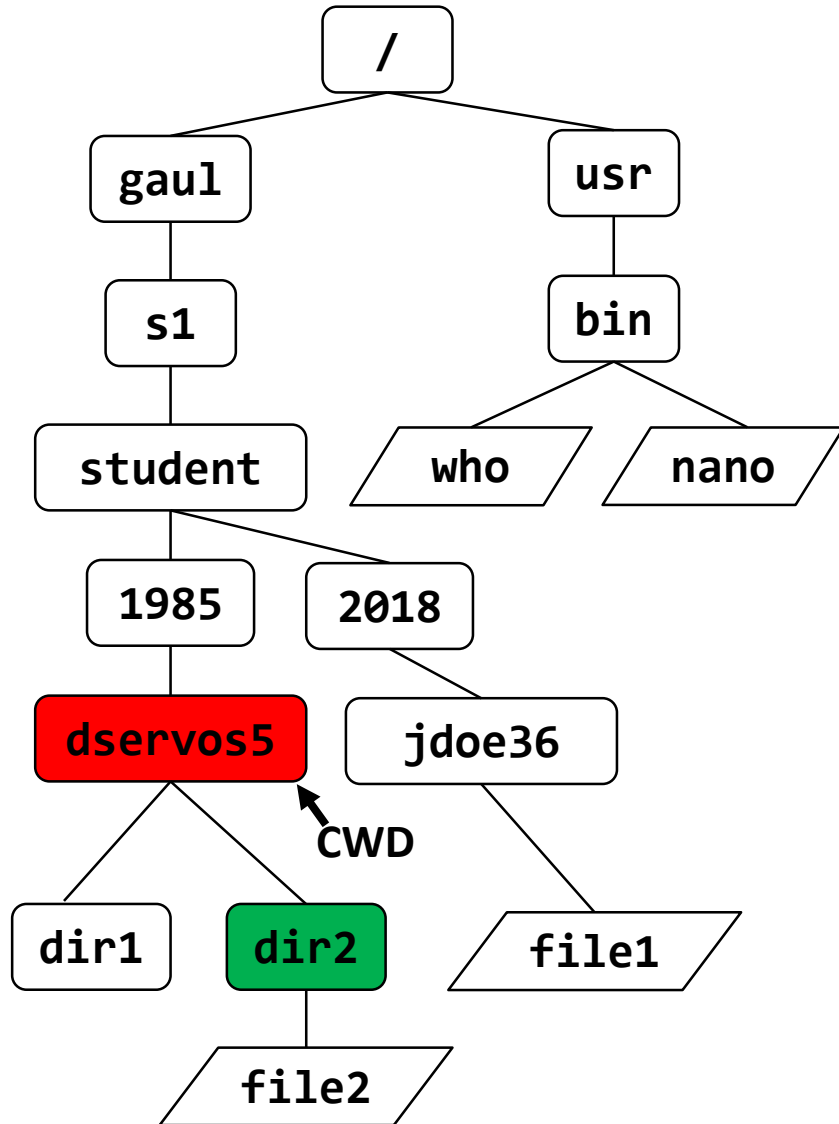 /
gaul
usr
s1
bin
student
who
nano
1985
2018
dservos5
jdoe36
CWD
dir1
dir2
file1
file2